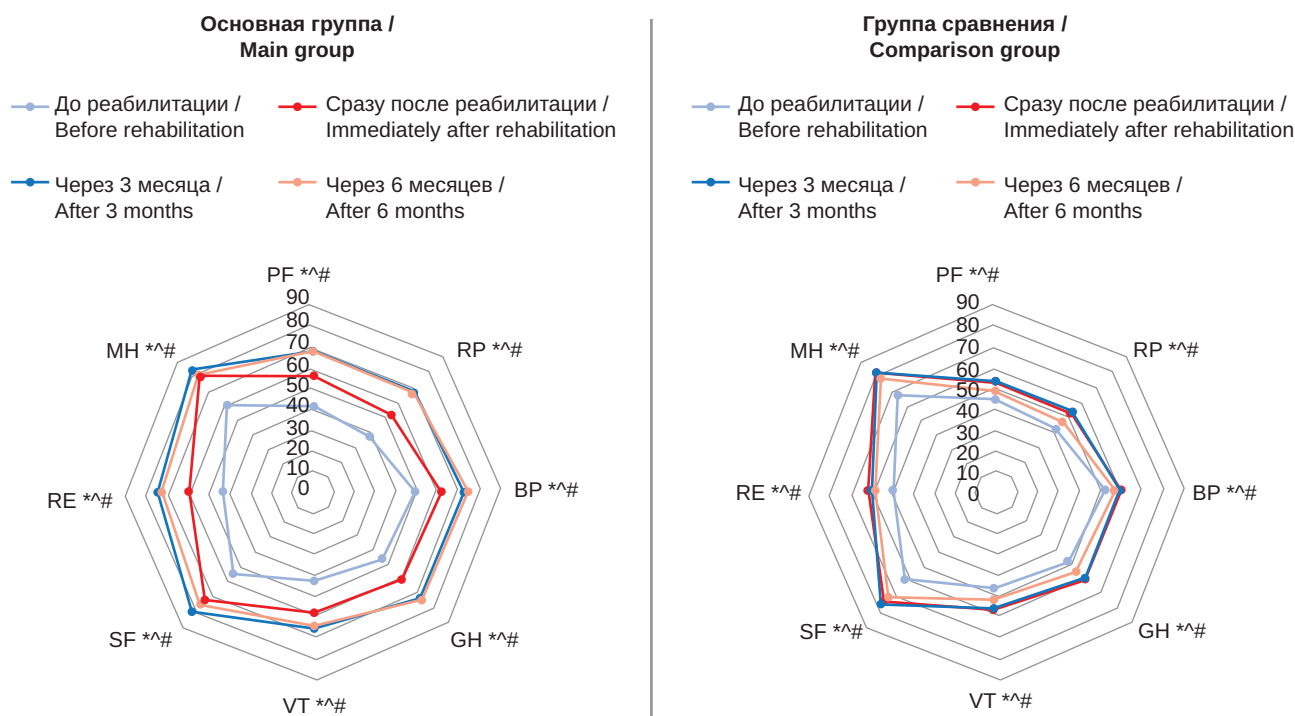 Основная группа /
Main group
До реабилитации /
Before rehabilitation
Сразу после реабилитации /
Immediately after rehabilitation
Через 3 месяца /
After 3 months
Через 6 месяцев /
After 6 months
PF *^#
90
80
70
60
50
40
30
20
10
0
RP *^#
BP *^#
GH *^#
VT *^#
SF *^#
RE *^#
MH *^#
Группа сравнения /
Comparison group
До реабилитации /
Before rehabilitation
Сразу после реабилитации /
Immediately after rehabilitation
Через 3 месяца /
After 3 months
Через 6 месяцев /
After 6 months
PF *^#
90
80
70
60
50
40
30
20
10
0
RP *^#
BP *^#
GH *^#
VT *^#
SF *^#
RE *^#
MH *^#